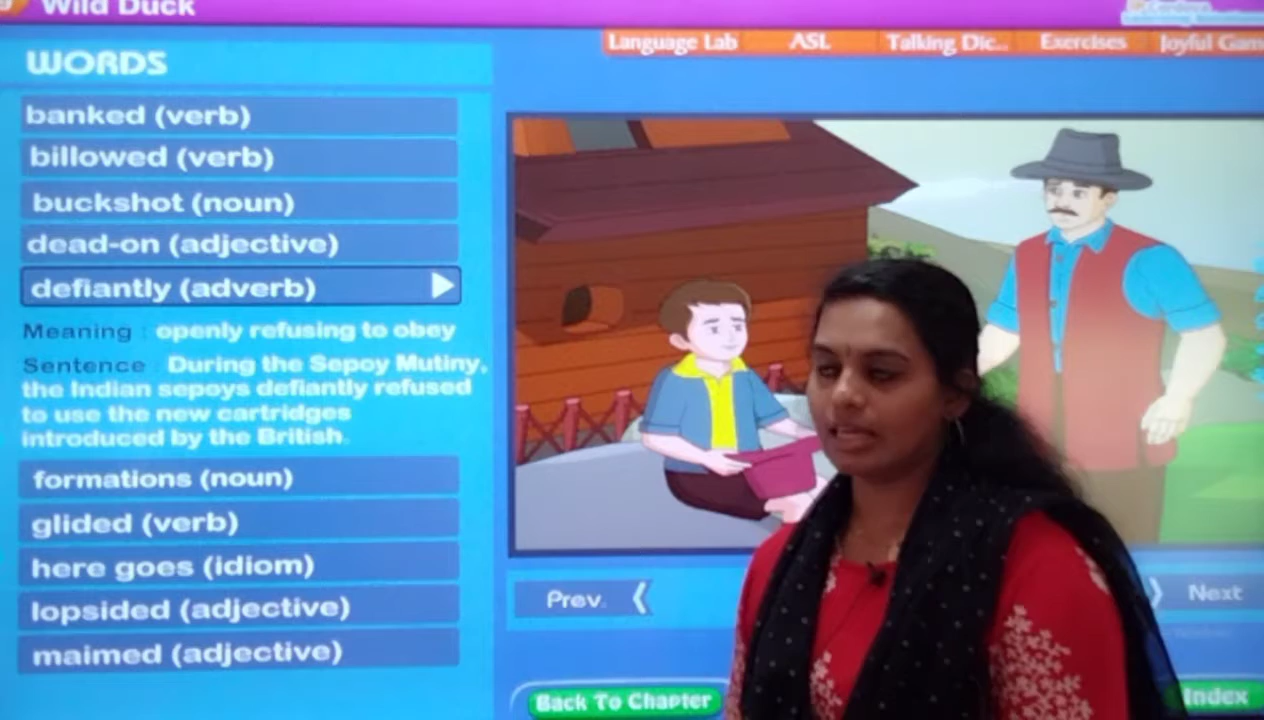 Wild Duck
Language Lab
ASL
Talking Dic..
Exercises
Joyful Gam
WORDS
banked (verb)
billowed (verb)
buckshot (noun)
dead-on (adjective)
defiantly (adverb)
Meaning : openly refusing to obey
Sentence : During the Sepoy Mutiny,
the Indian sepoys defiantly refused
to use the new cartridges
introduced by the British.
formations (noun)
glided (verb)
here goes (idiom)
lopsided (adjective)
maimed (adjective)
Prev.
Next
Back To Chapter
Index